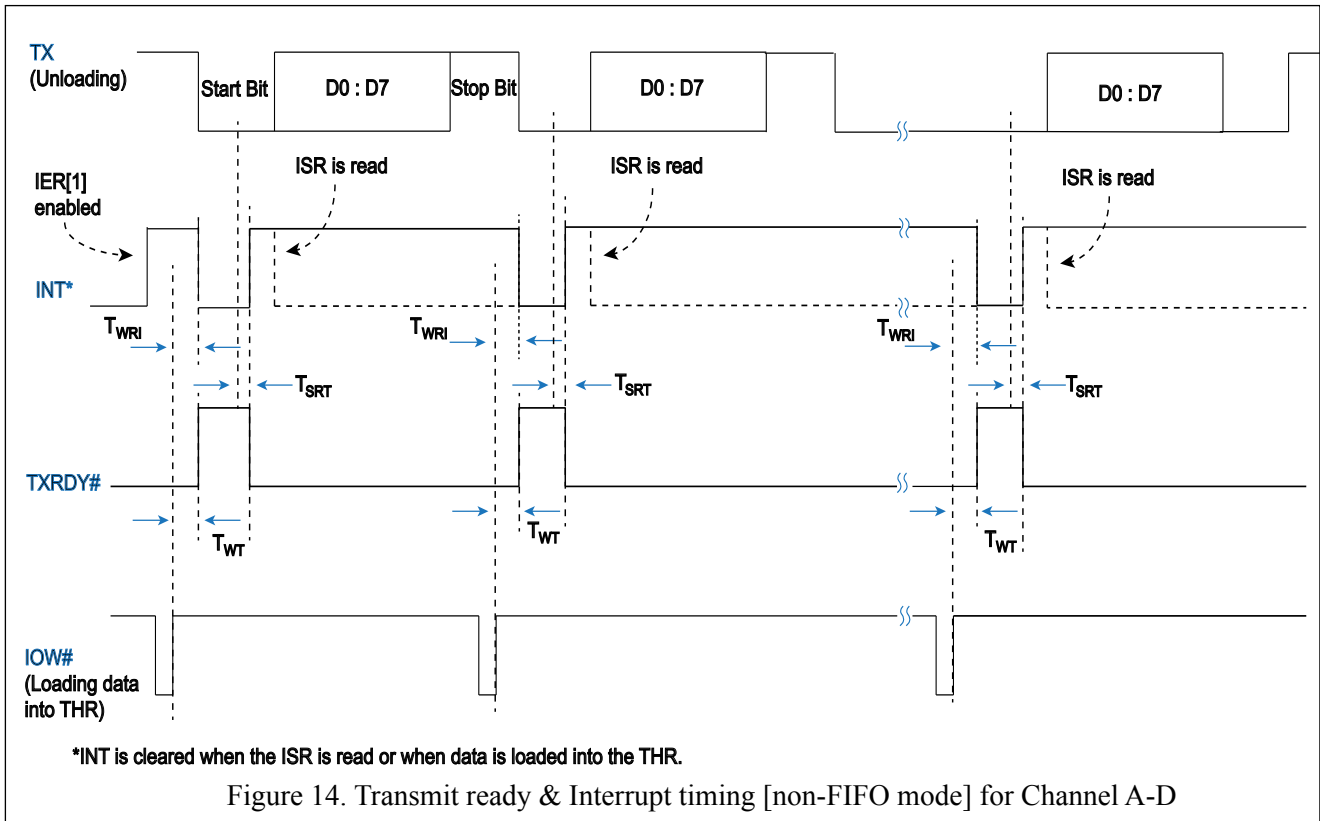 TX
(Unloading)
Start Bit
D0 : D7
Stop Bit
D0 : D7
D0 : D7
IER[1]
enabled
ISR is read
ISR is read
ISR is read
INT*
TWRI
TWRI
TWRI
TSRT
TSRT
TSRT
TXRDY#
TWT
TWT
TWT
IOW#
(Loading data
into THR)
*INT is cleared when the ISR is read or when data is loaded into the THR.
Figure 14. Transmit ready & Interrupt timing [non-FIFO mode] for Channel A-D